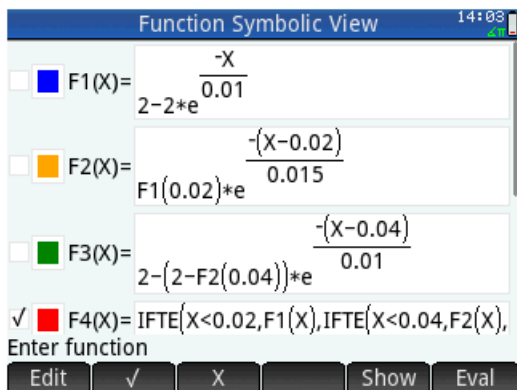 Function Symbolic View
14:03
∡π
F1(X)= 2-2*e^(-X/0.01)
F2(X)= F1(0.02)*e^(-(X-0.02)/0.015)
F3(X)= 2-(2-F2(0.04))*e^(-(X-0.04)/0.01)
√ F4(X)= IFTE(X<0.02,F1(X),IFTE(X<0.04,F2(X),
Enter function
Edit √ X Show Eval